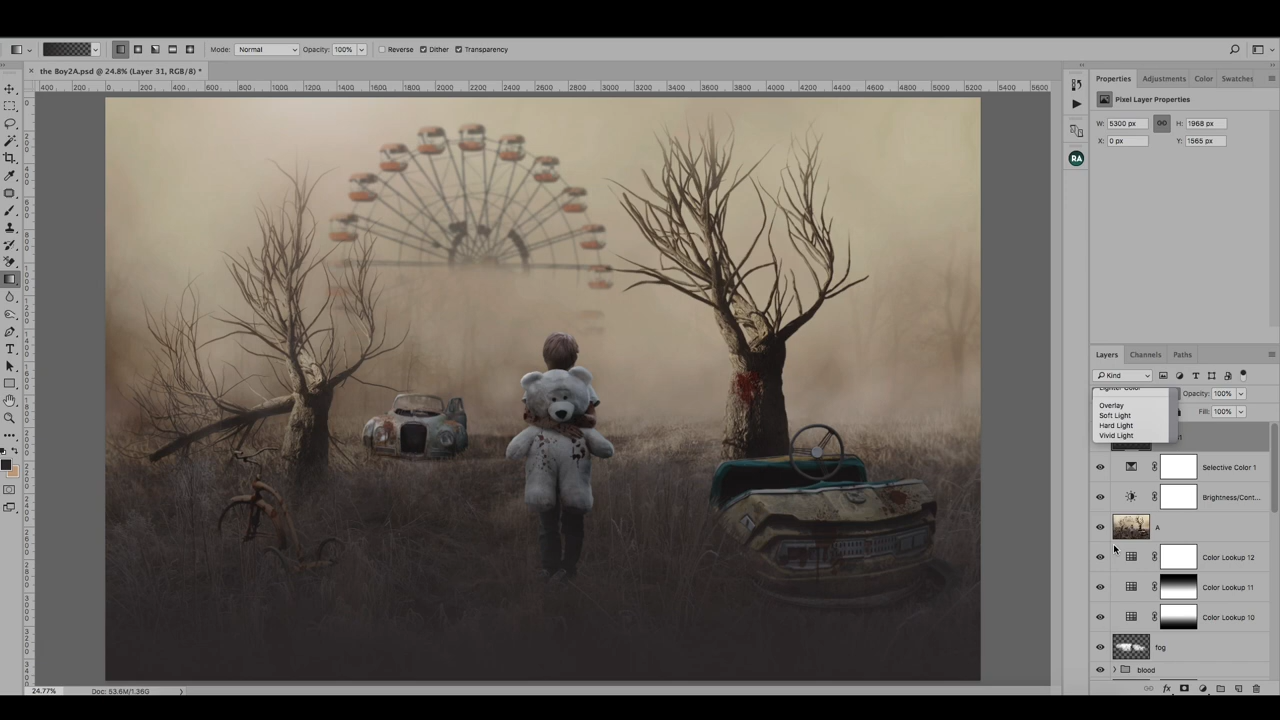 Mode: Normal Opacity: 100% Reverse Dither Transparency
the Boy2A.psd @ 24.8% (Layer 31, RGB/8) *
400 200 0 200 400 600 800 1000 1200 1400 1600 1800 2000 2200 2400 2600 2800 3000 3200 3400 3600 3800 4000 4200 4400 4600 4800 5000 5200 5400 5600
Properties Adjustments Color Swatches
Pixel Layer Properties
W: 5300 px H: 1968 px
X: 0 px Y: 1565 px
RA
Layers Channels Paths
Kind
Lighter Color
Opacity: 100%
Overlay
Soft Light
Fill: 100%
Hard Light
Vivid Light
Selective Color 1
Brightness/Cont...
A
Color Lookup 12
Color Lookup 11
Color Lookup 10
fog
blood
24.77% Doc: 53.6M/1.36G
fx